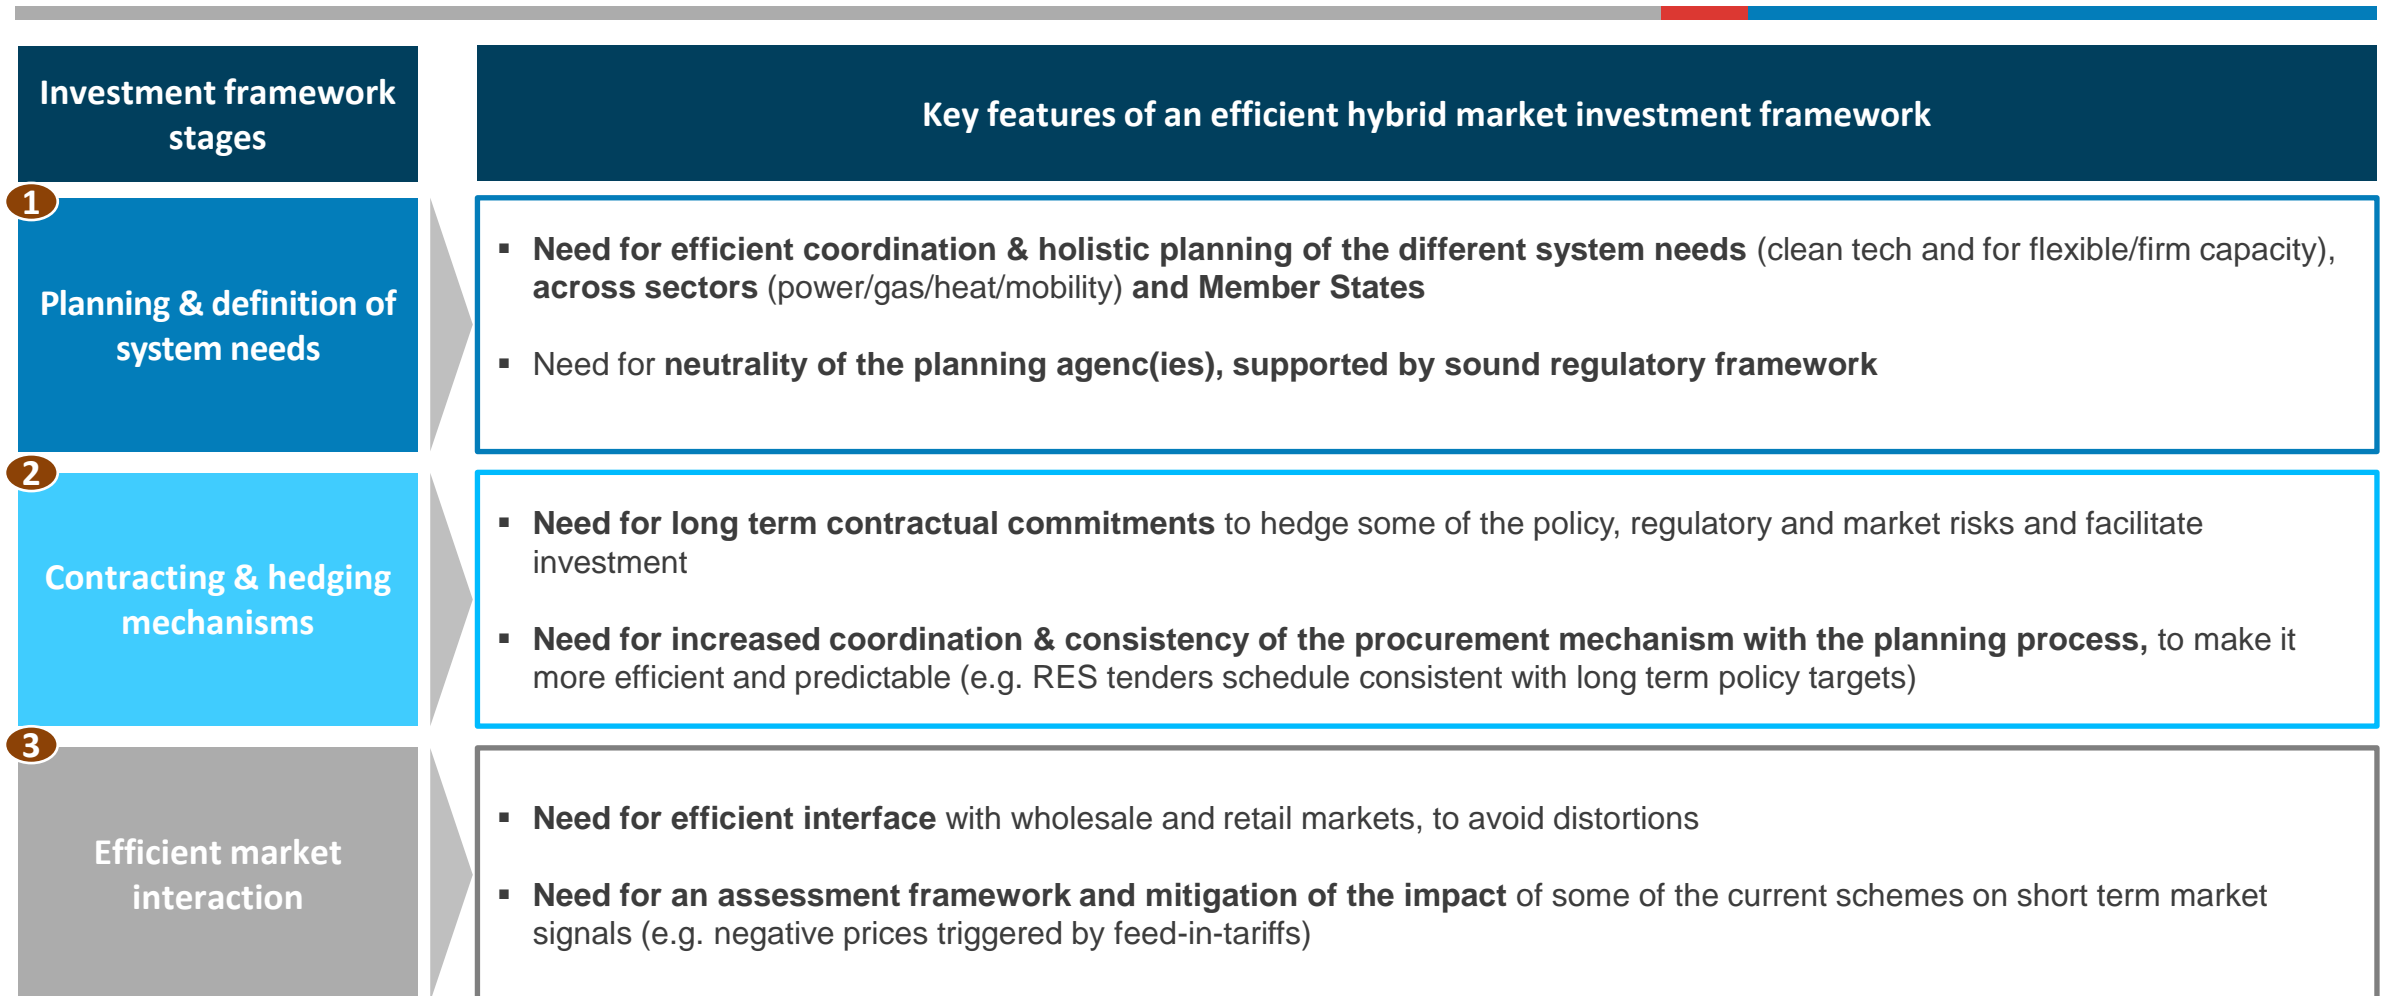 Investment framework
stages
Key features of an efficient hybrid market investment framework
1
Planning & definition of
system needs
▪ Need for efficient coordination & holistic planning of the different system needs (clean tech and for flexible/firm capacity),
across sectors (power/gas/heat/mobility) and Member States
▪ Need for neutrality of the planning agenc(ies), supported by sound regulatory framework
2
Contracting & hedging
mechanisms
▪ Need for long term contractual commitments to hedge some of the policy, regulatory and market risks and facilitate
investment
▪ Need for increased coordination & consistency of the procurement mechanism with the planning process, to make it
more efficient and predictable (e.g. RES tenders schedule consistent with long term policy targets)
3
Efficient market
interaction
▪ Need for efficient interface with wholesale and retail markets, to avoid distortions
▪ Need for an assessment framework and mitigation of the impact of some of the current schemes on short term market
signals (e.g. negative prices triggered by feed-in-tariffs)